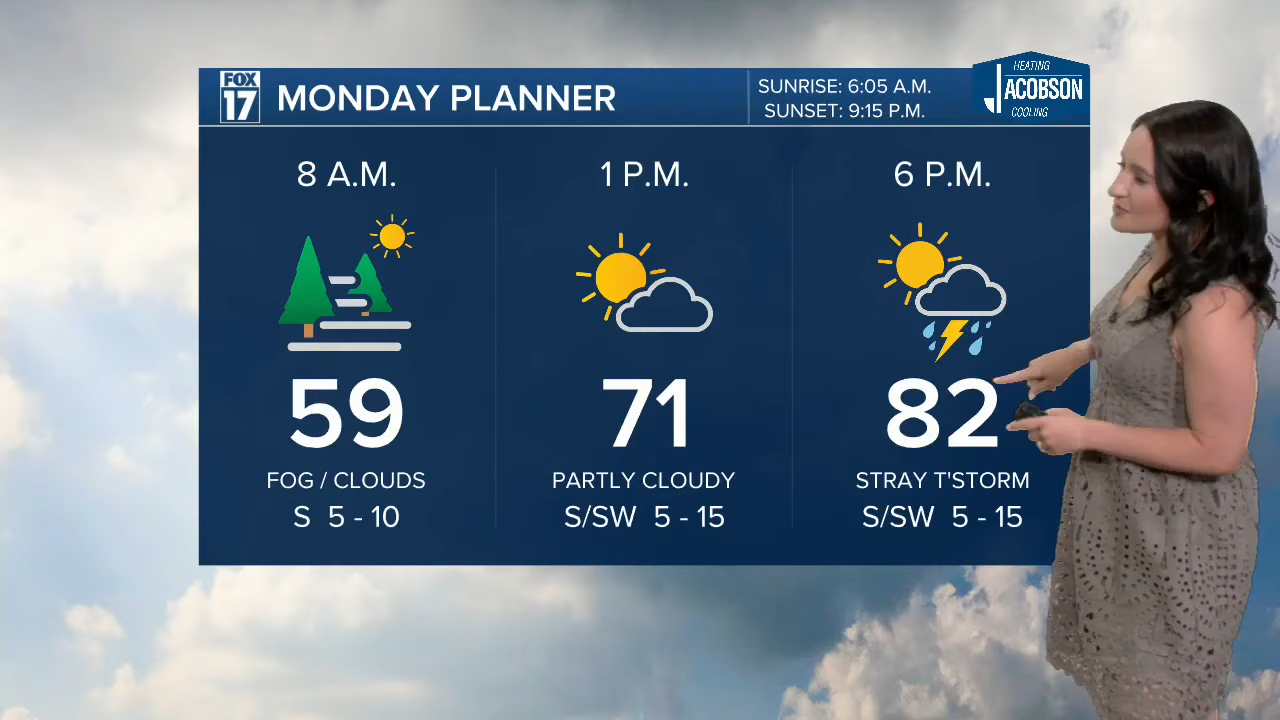 FOX
17
MONDAY PLANNER
SUNRISE: 6:05 A.M.
SUNSET: 9:15 P.M.
HEATING
JACOBSON
COOLING
8 A.M.
1 P.M.
6 P.M.
59
71
82
FOG / CLOUDS
PARTLY CLOUDY
STRAY T'STORM
S 5 - 10
S/SW 5 - 15
S/SW 5 - 15